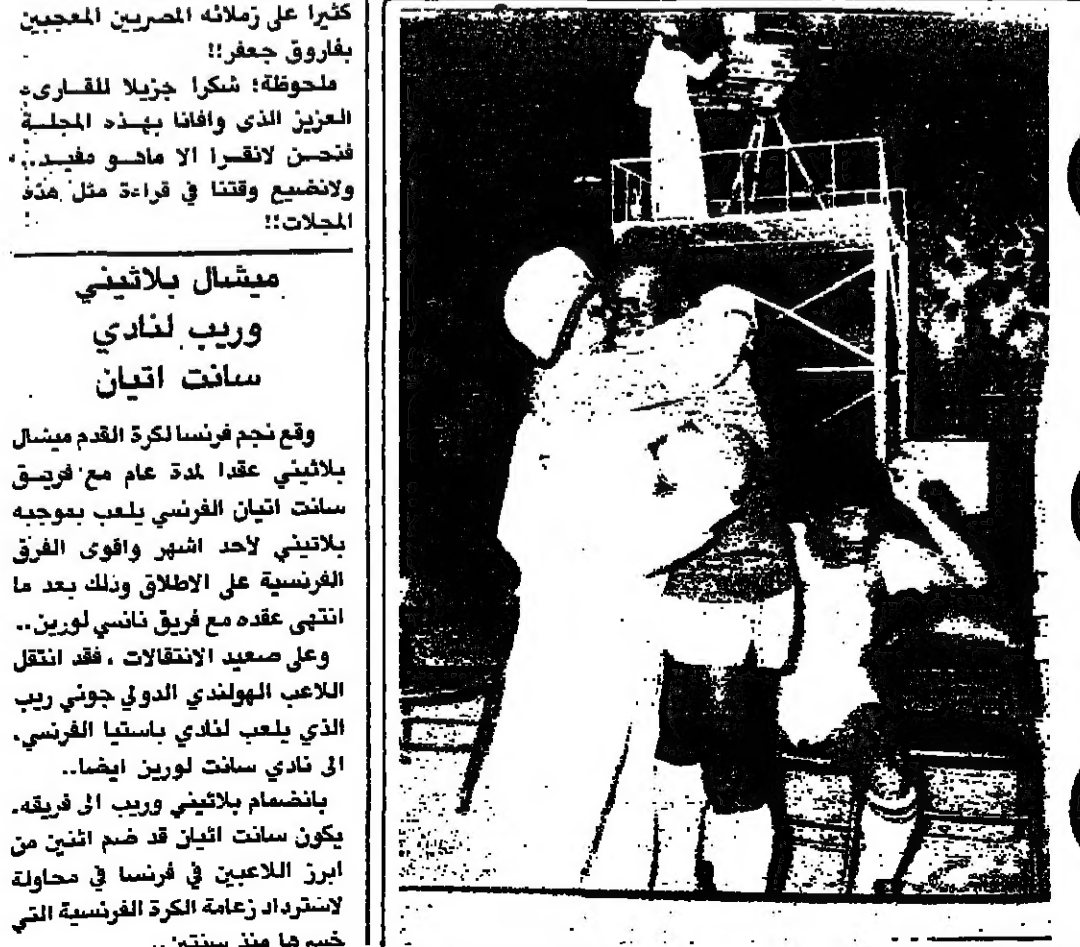 كثيرا على زملائه المصريين المعجبين
بفاروق جعفر!!
ملحوظة: شكرا جزيلا للقارىء
العزيز الذى وافانا بهذه المجلة
فنحن لانقرا الا ماهو مفيد..
ولانضيع وقتنا في قراءة مثل هذه
المجلات!!
ميشال بلاتيني
وريب لنادي
سانت اتيان
وقع نجم فرنسا لكرة القدم ميشال
بلاتيني عقدا لمدة عام مع فريق
سانت اتيان الفرنسي يلعب بموجبه
بلاتيني لأحد اشهر واقوى الفرق
الفرنسية على الاطلاق وذلك بعد ما
انتهى عقده مع فريق نانسي لورين..
وعلى صعيد الانتقالات ، فقد انتقل
اللاعب الهولندي الدولي جوني ريب
الذي يلعب لنادي باستيا الفرنسي.
الى نادي سانت لورين ايضا..
بانضمام بلاتيني وريب الى فريقه.
يكون سانت اتيان قد ضم اثنين من
ابرز اللاعبين في فرنسا في محاولة
لاسترداد زعامة الكرة الفرنسية التي
خسرها منذ سنتين..